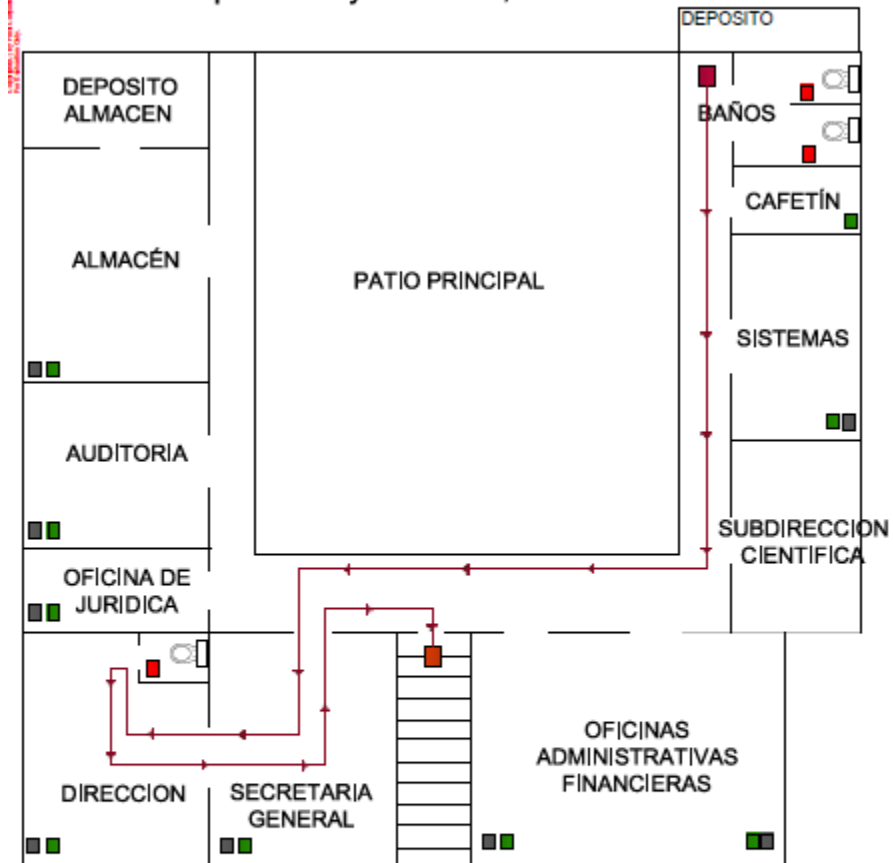 DEPOSITO
DEPOSITO
ALMACEN
BAÑOS
CAFETÍN
ALMACÉN
PATIO PRINCIPAL
SISTEMAS
AUDITORIA
SUBDIRECCION
CIENTIFICA
OFICINA DE
JURIDICA
OFICINAS
ADMINISTRATIVAS
FINANCIERAS
DIRECCION
SECRETARIA
GENERAL